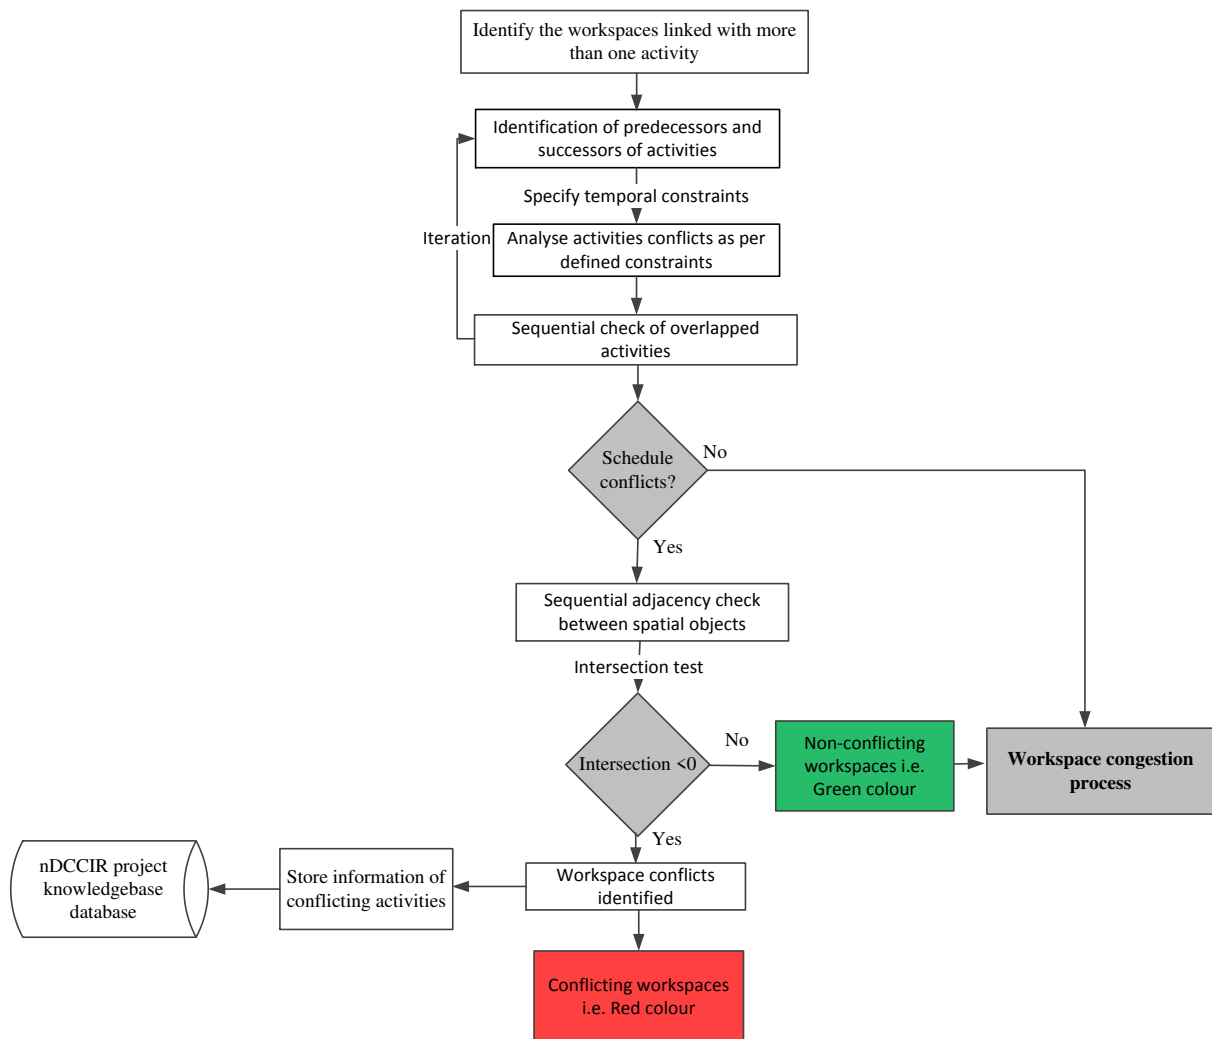 Identify the workspaces linked with more
than one activity
Identification of predecessors and
successors of activities
Specify temporal constraints
Iteration
Analyse activities conflicts as per
defined constraints
Sequential check of overlapped
activities
Schedule
conflicts?
No
Yes
Sequential adjacency check
between spatial objects
Intersection test
Intersection <0
No
Non-conflicting
workspaces i.e.
Green colour
Workspace congestion
process
Yes
Workspace conflicts
identified
Store information of
conflicting activities
nDCCIR project
knowledgebase
database
Conflicting workspaces
i.e. Red colour